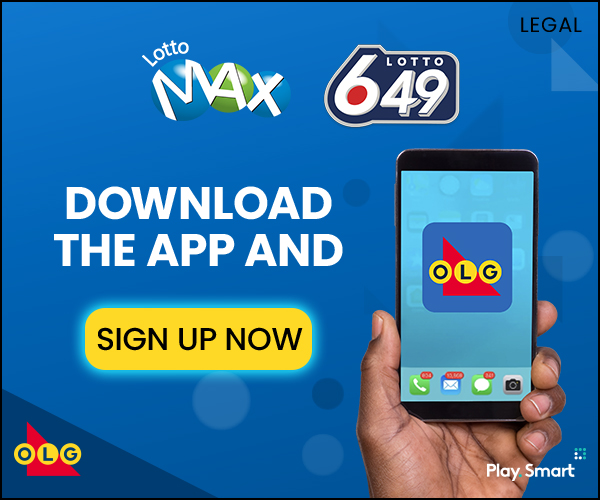 LEGAL
Lotto
MAX
LOTTO
649
DOWNLOAD
THE APP AND
SIGN UP NOW
OLG
OLG
Play Smart